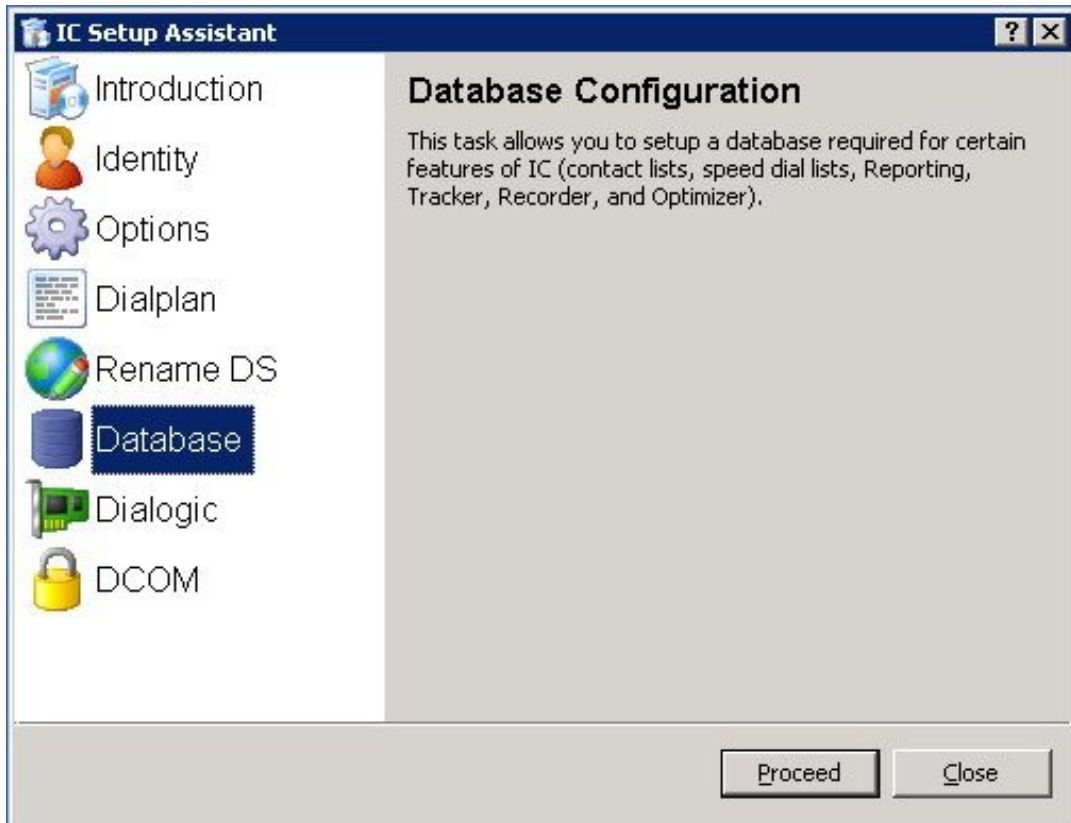 IC Setup Assistant
Introduction
Identity
Options
Dialplan
Rename DS
Database
Dialogic
DCOM
Database Configuration
This task allows you to setup a database required for certain
features of IC (contact lists, speed dial lists, Reporting,
Tracker, Recorder, and Optimizer).
Proceed
Close